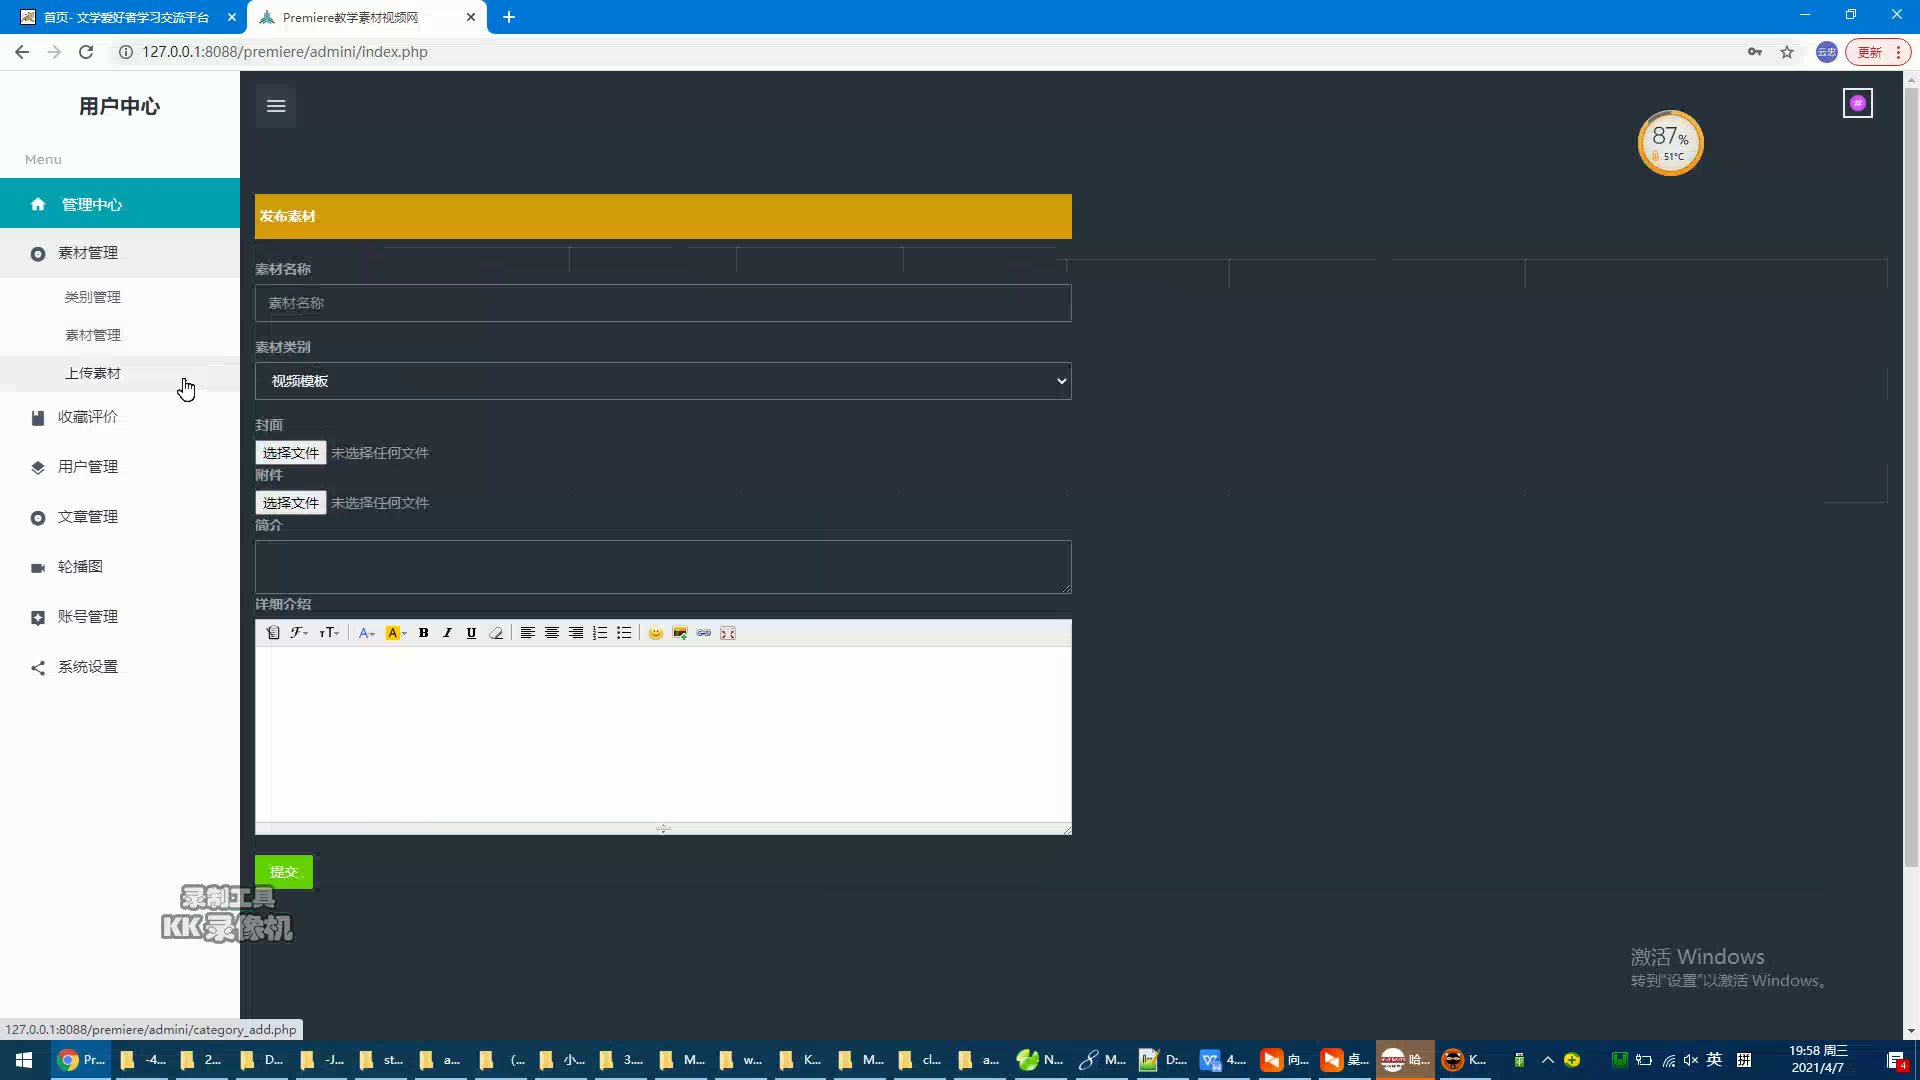 首页- 文学爱好者学习交流平台
Premiere教学素材视频网
127.0.0.1:8088/premiere/admini/index.php
云忠
更新
用户中心
Menu
管理中心
素材管理
类别管理
素材管理
上传素材
收藏评价
用户管理
文章管理
轮播图
账号管理
系统设置
87%
51°C
发布素材
素材名称
素材名称
素材类别
视频模板
封面
选择文件 未选择任何文件
附件
选择文件 未选择任何文件
简介
详细介绍
提交
录制工具
KK录像机
激活 Windows
转到"设置"以激活 Windows。
127.0.0.1:8088/premiere/admini/category_add.php
Pr...
-4...
2...
D...
-J...
st...
a...
(...
小...
3....
M...
w...
K...
M...
cl...
a...
N...
M...
D:...
4....
向...
桌...
哈...
K...
英
拼
19:58 周三
2021/4/7
4